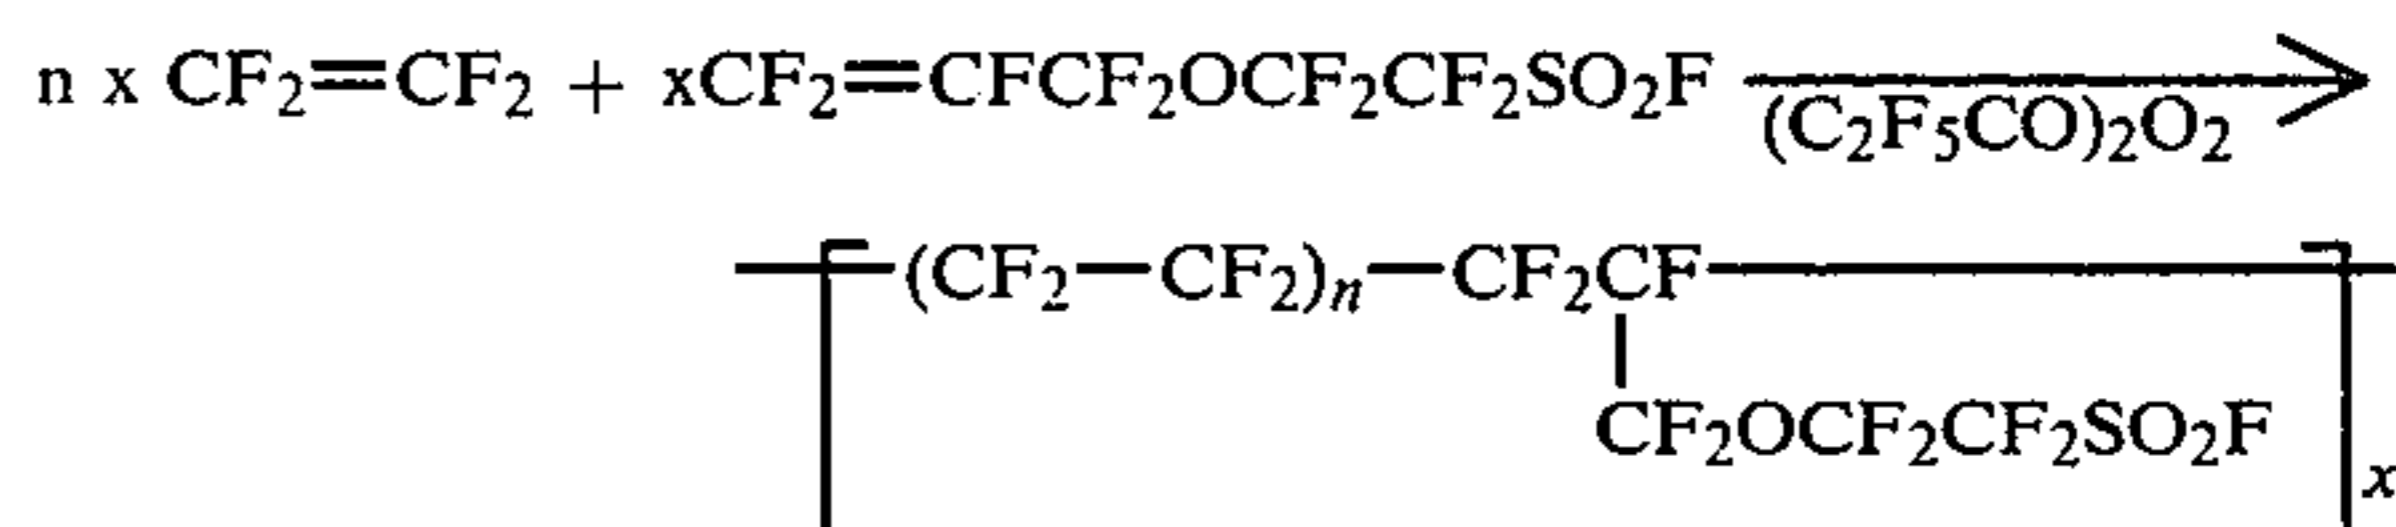 n x CF₂=CF₂ + xCF₂=CFCF₂OCF₂CF₂SO₂F
(C₂F₅CO)₂O₂
(CF₂—CF₂)ₙ—CF₂CF
CF₂OCF₂CF₂SO₂F
x